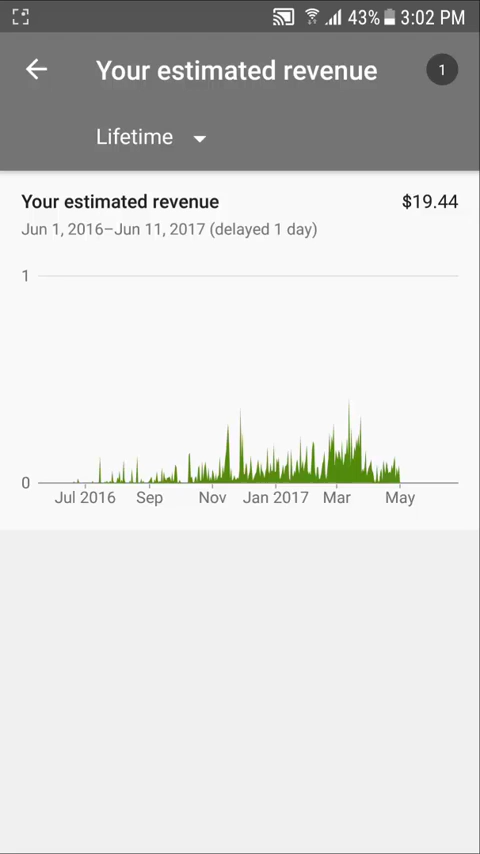 43% 3:02 PM
Your estimated revenue 1
Lifetime
Your estimated revenue $19.44
Jun 1, 2016–Jun 11, 2017 (delayed 1 day)
1
0
Jul 2016 Sep Nov Jan 2017 Mar May